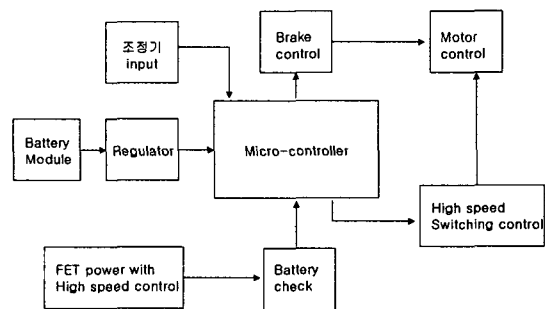 조정기
input
Brake
control
Motor
control
Battery
Module
Regulator
Micro-controller
High speed
Switching control
FET power with
High speed control
Battery
check